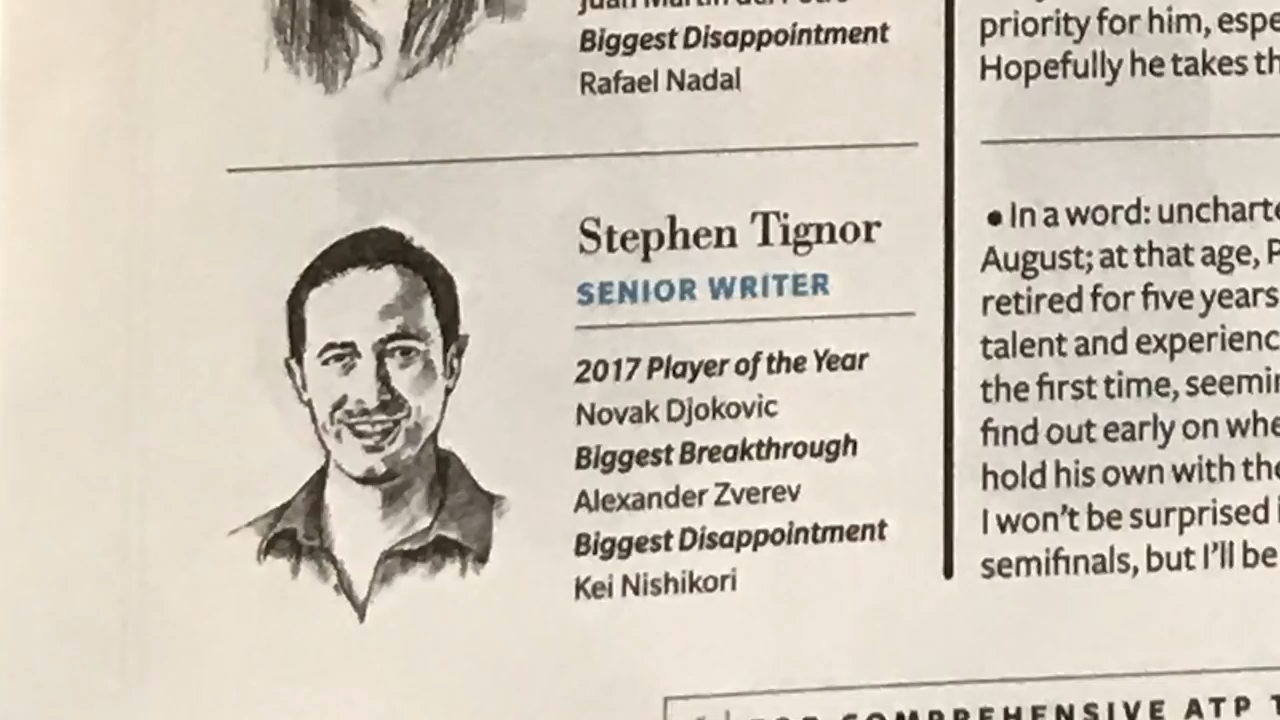 Biggest Disappointment
Rafael Nadal
Stephen Tignor
SENIOR WRITER
2017 Player of the Year
Novak Djokovic
Biggest Breakthrough
Alexander Zverev
Biggest Disappointment
Kei Nishikori
priority for him, espe
Hopefully he takes th
• In a word: uncharte
August; at that age, P
retired for five years
talent and experienc
the first time, seemin
find out early on whe
hold his own with the
I won't be surprised
semifinals, but I'll be
COMPREHENSIVE ATP